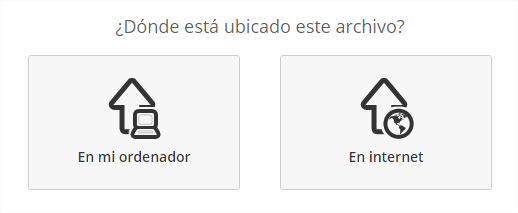 ¿Dónde está ubicado este archivo?
En mi ordenador
En internet